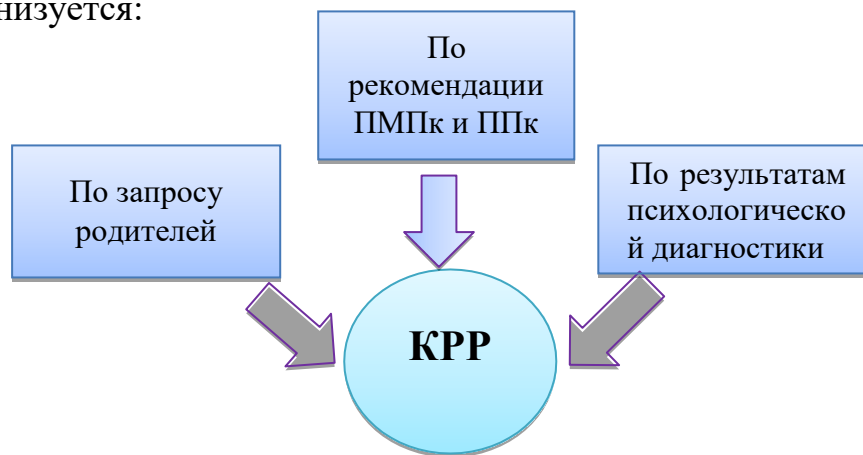 низуется:
По
рекомендации
ПМПк и ППк
По запросу
родителей
По результатам
психологическо
й диагностики
КРР